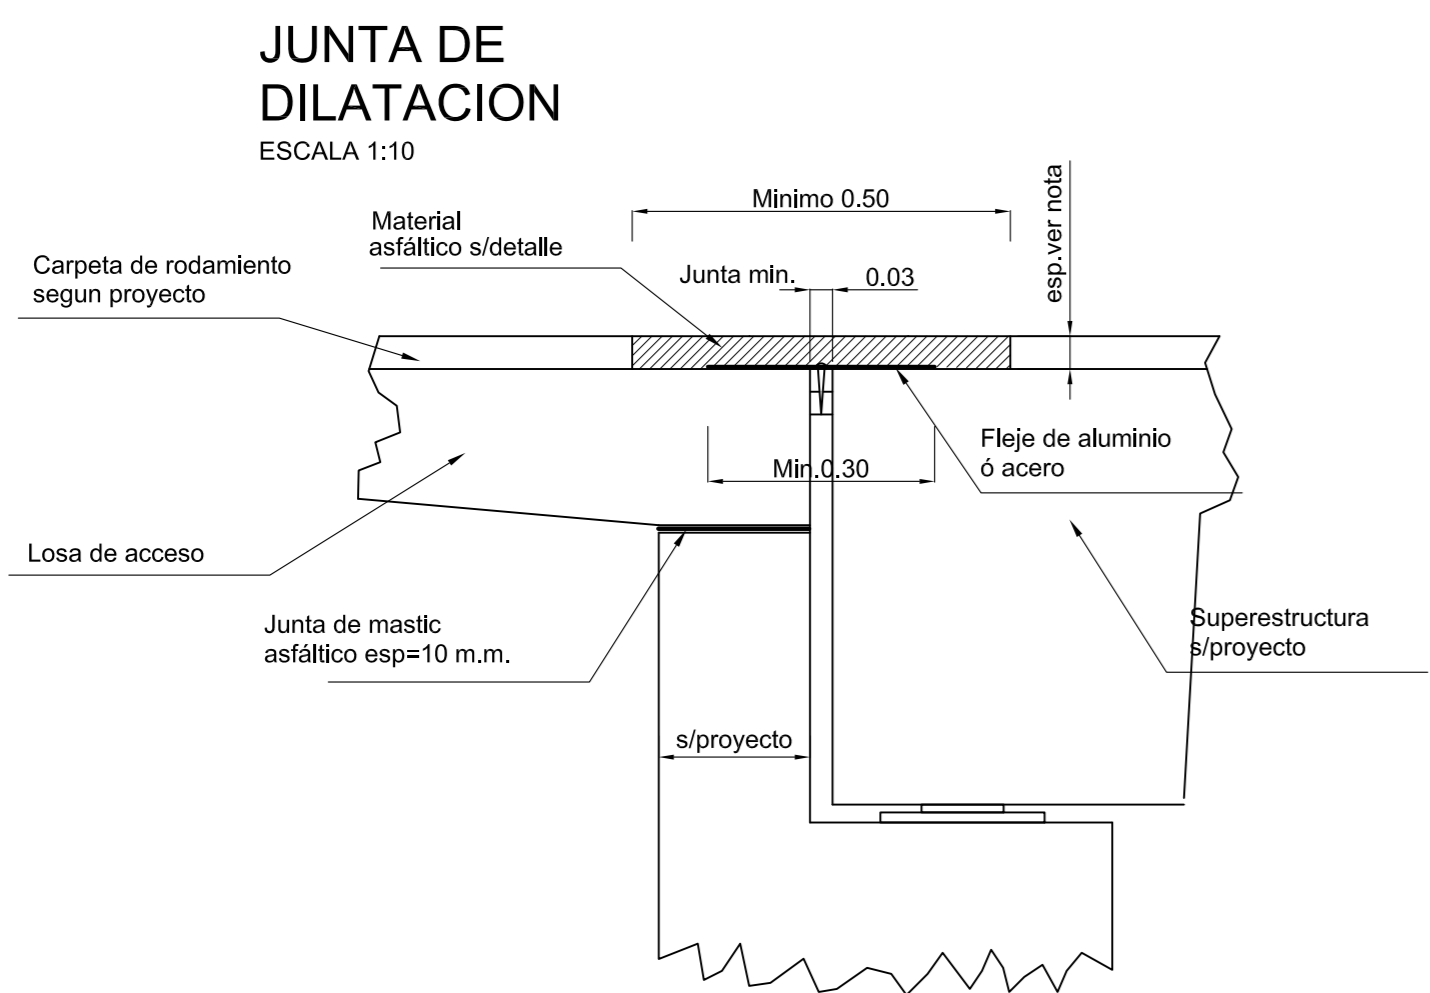 JUNTA DE
DILATACION
ESCALA 1:10
Minimo 0.50
esp.ver nota
Material
asfáltico s/detalle
Carpeta de rodamiento
segun proyecto
Junta min.
0.03
Fleje de aluminio
ó acero
Min.0.30
Losa de acceso
Junta de mastic
asfáltico esp=10 m.m.
Superestructura
s/proyecto
s/proyecto